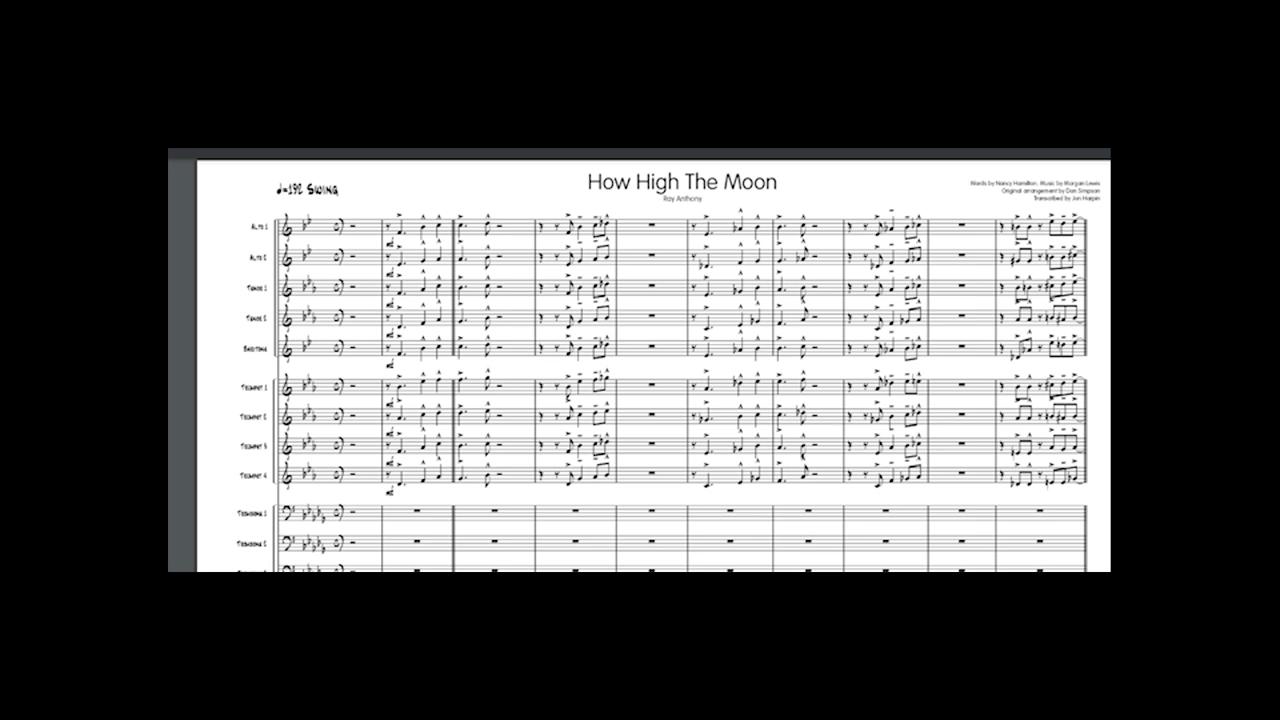 How High The Moon
Ray Anthony
♩=192 SWING
Words by Nancy Hamilton, Music by Morgan Lewis
Original arrangement by Dan Simpson
Transcribed by Jon Harpin
ALTO 1
ALTO 2
TENOR 1
TENOR 2
BARITONE
TRUMPET 1
TRUMPET 2
TRUMPET 3
TRUMPET 4
TROMBONE 1
TROMBONE 2